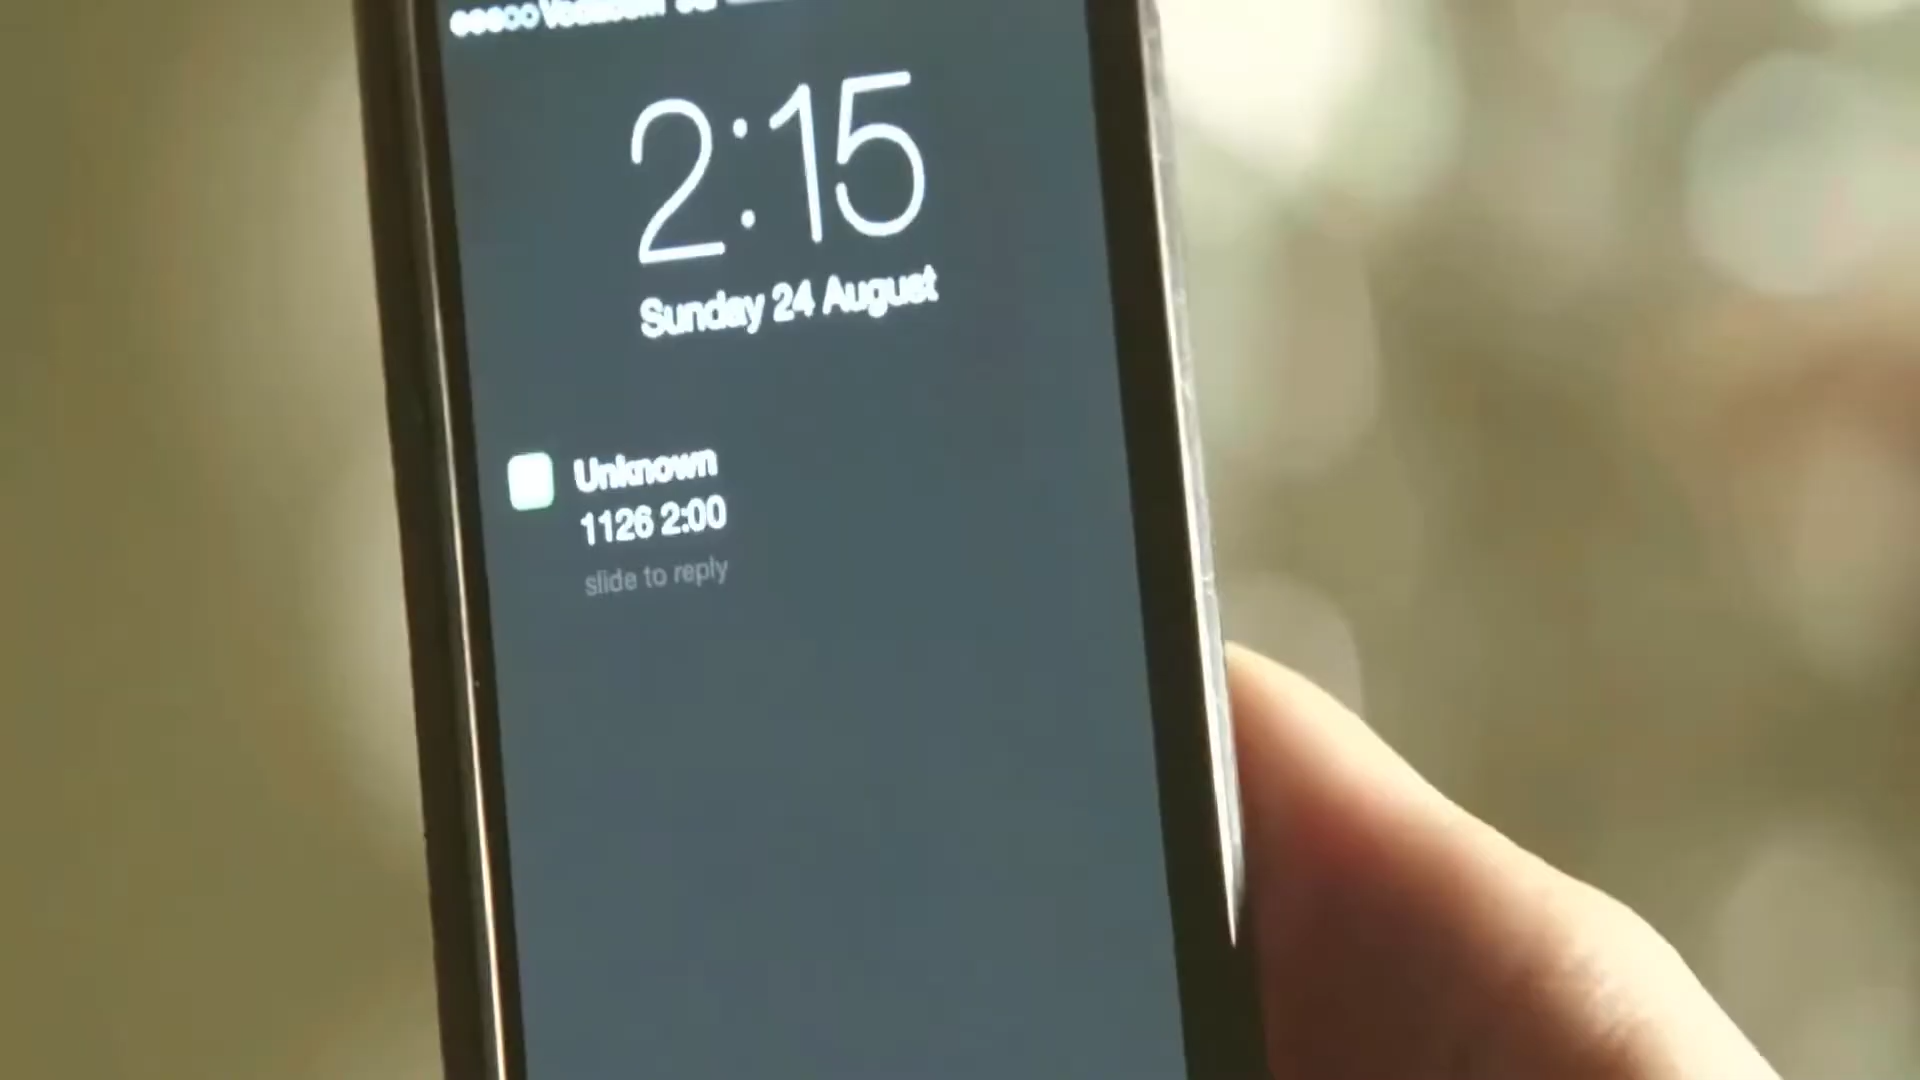 2:15
Sunday 24 August
Unknown
1126 2:00
slide to reply